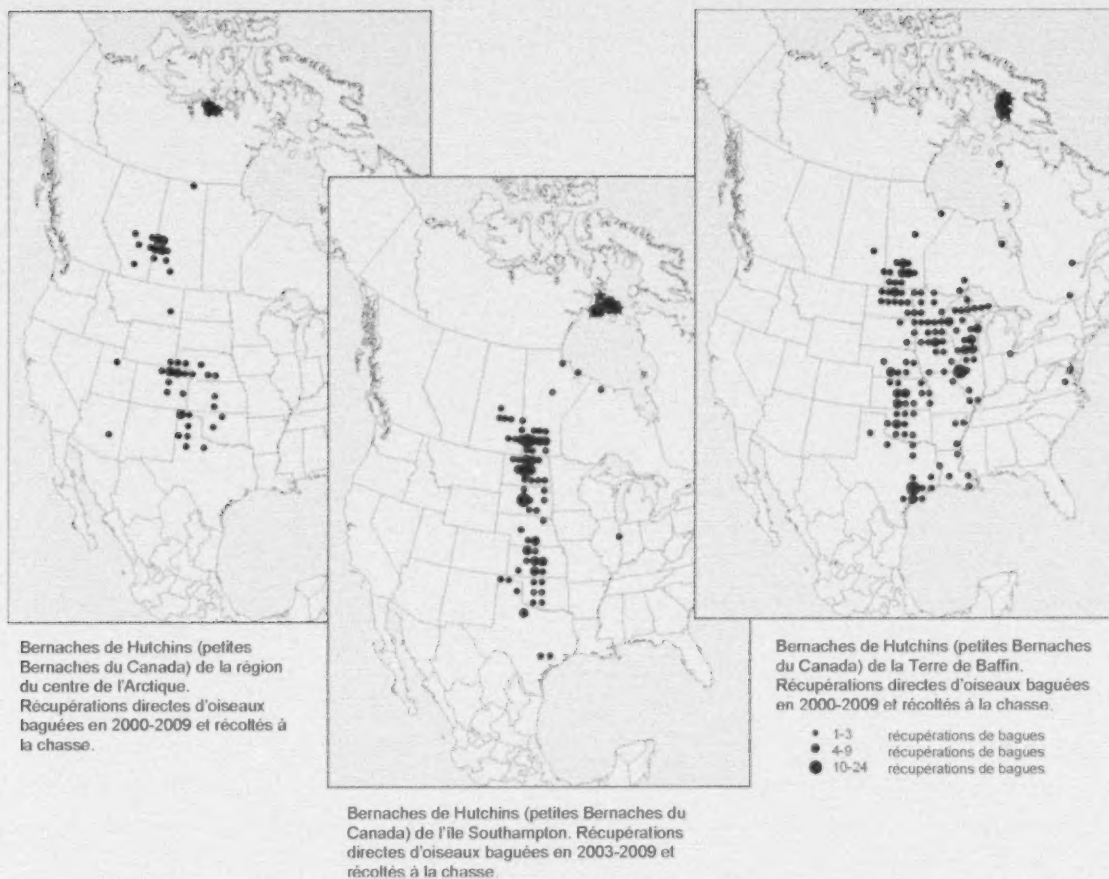 Bernaches de Hutchins (petites
Bernaches du Canada) de la région
du centre de l'Arctique.
Récupérations directes d'oiseaux
baguées en 2000-2009 et récoltés à
la chasse.
Bernaches de Hutchins (petites Bernaches du
Canada) de l'île Southampton. Récupérations
directes d'oiseaux baguées en 2003-2009 et
récoltés à la chasse.
Bernaches de Hutchins (petites Bernaches
du Canada) de la Terre de Baffin.
Récupérations directes d'oiseaux baguées
en 2000-2009 et récoltés à la chasse.
1-3 récupérations de bagues
4-9 récupérations de bagues
10-24 récupérations de bagues